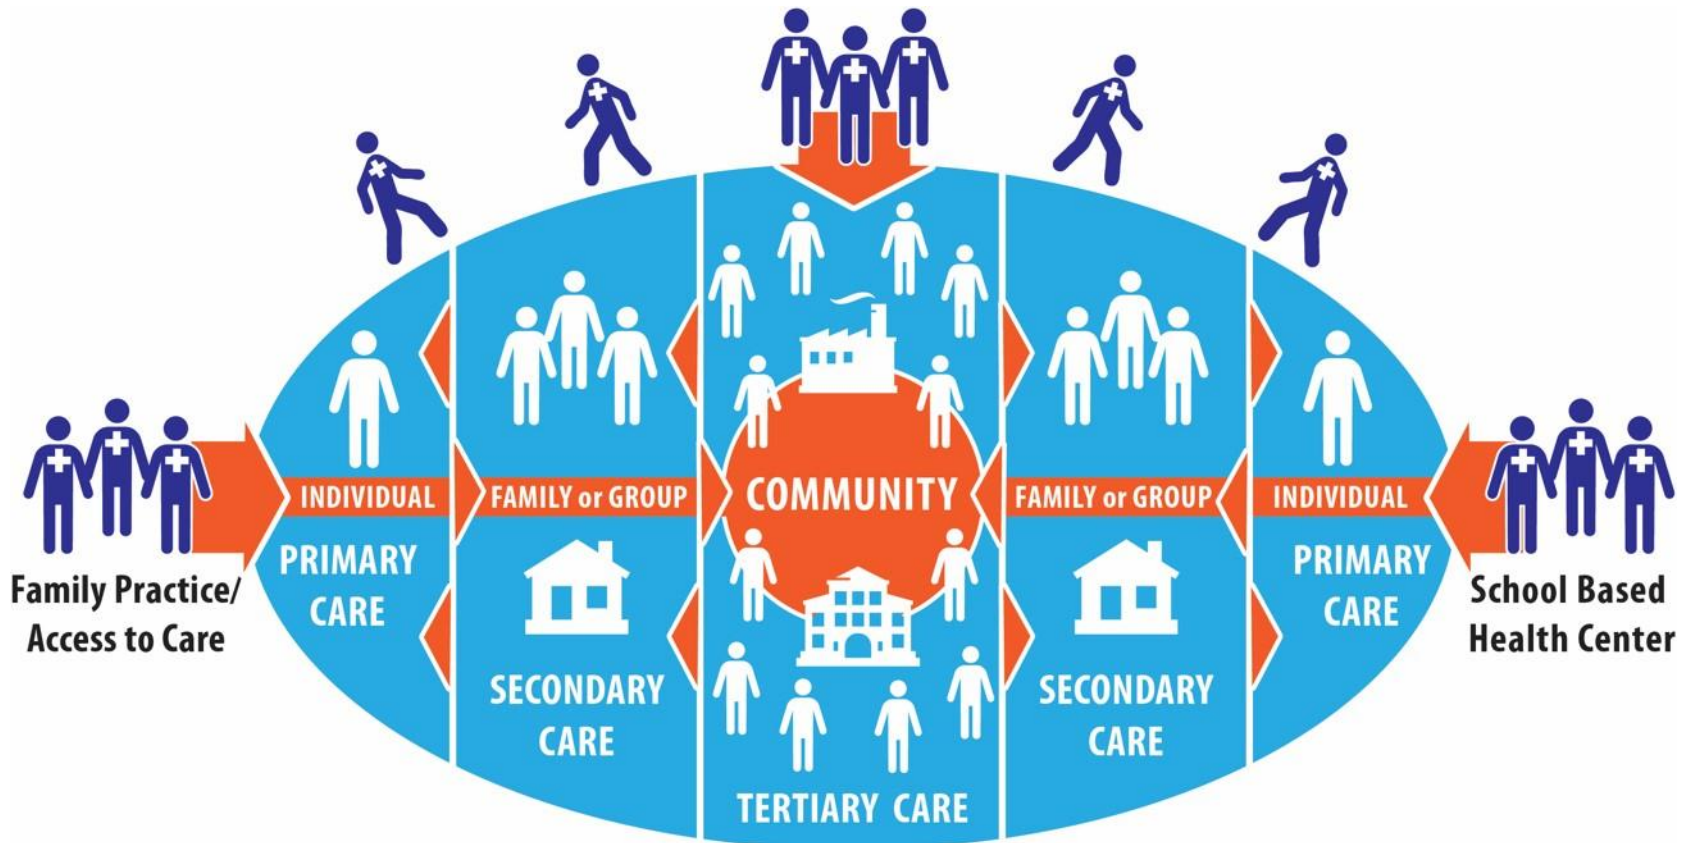 INDIVIDUAL
FAMILY or GROUP
COMMUNITY
FAMILY or GROUP
INDIVIDUAL
Family Practice/
Access to Care
PRIMARY
CARE
SECONDARY
CARE
TERTIARY CARE
SECONDARY
CARE
PRIMARY
CARE
School Based
Health Center